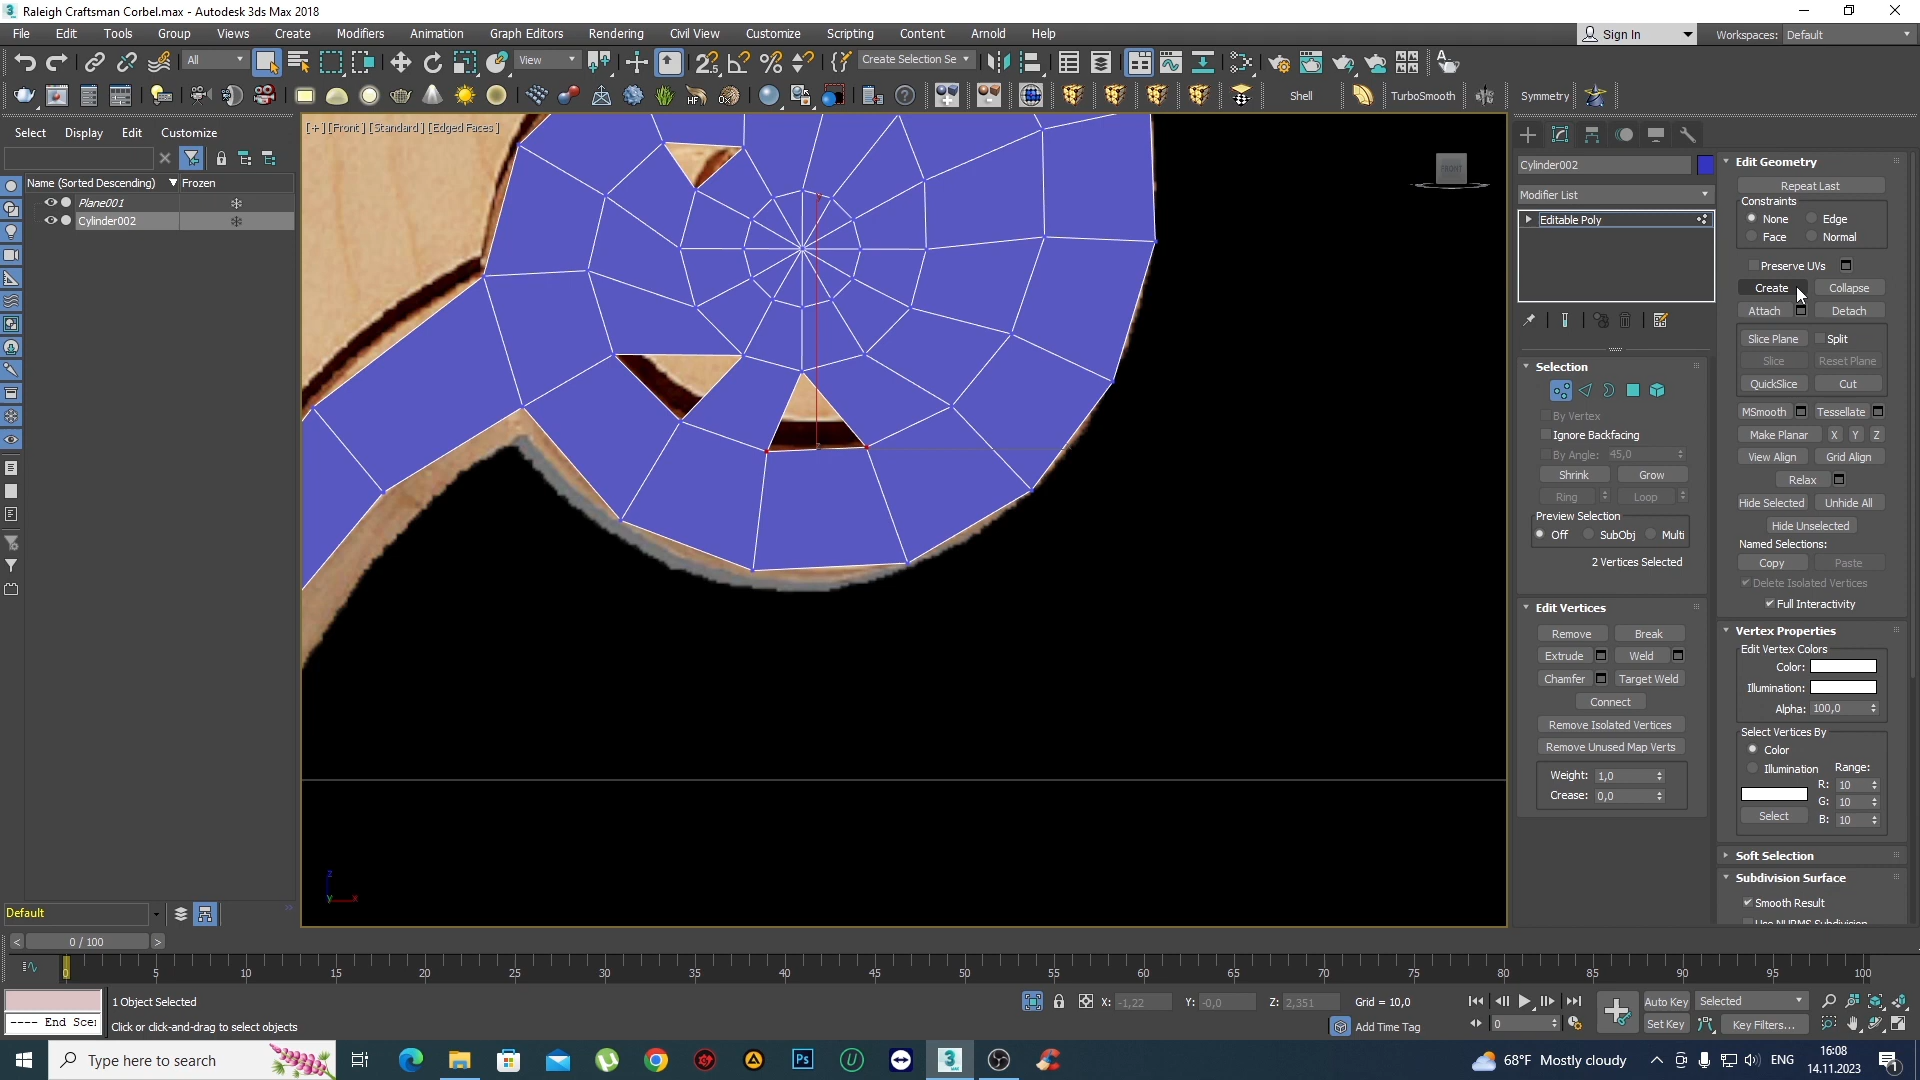 Raleigh Craftsman Corbel.max - Autodesk 3ds Max 2018
File Edit Tools Group Views Create Modifiers Animation Graph Editors Rendering Civil View Customize Scripting Content Arnold Help
Sign In Workspaces: Default
All View Create Selection Se
Shell TurboSmooth Symmetry
Select Display Edit Customize
Name (Sorted Descending) Frozen
Plane001
Cylinder002
[+] [Front] [Standard] [Edged Faces]
FRONT
z
y x
Cylinder002
Modifier List
Editable Poly
Selection
By Vertex
Ignore Backfacing
By Angle: 45,0
Shrink Grow
Ring Loop
Preview Selection
Off SubObj Multi
2 Vertices Selected
Edit Vertices
Remove Break
Extrude Weld
Chamfer Target Weld
Connect
Remove Isolated Vertices
Remove Unused Map Verts
Weight: 1,0
Crease: 0,0
Edit Geometry
Repeat Last
Constraints
None Edge
Face Normal
Preserve UVs
Create Collapse
Attach Detach
Slice Plane Split
Slice Reset Plane
QuickSlice Cut
MSmooth Tessellate
Make Planar X Y Z
View Align Grid Align
Relax
Hide Selected Unhide All
Hide Unselected
Named Selections:
Copy Paste
Delete Isolated Vertices
Full Interactivity
Vertex Properties
Edit Vertex Colors
Color:
Illumination:
Alpha: 100,0
Select Vertices By
Color
Illumination Range:
R: 10
G: 10
B: 10
Select
Soft Selection
Subdivision Surface
Smooth Result
Use NURMS Subdivision
Default
0 / 100
0 5 10 15 20 25 30 35 40 45 50 55 60 65 70 75 80 85 90 95 100
1 Object Selected
X: -1,22 Y: -0,0 Z: 2,351 Grid = 10,0
Auto Key Selected
---- End Sce
Click or click-and-drag to select objects
Add Time Tag
0
Set Key Key Filters...
Type here to search
68°F Mostly cloudy
ENG
16:08
14.11.2023
1